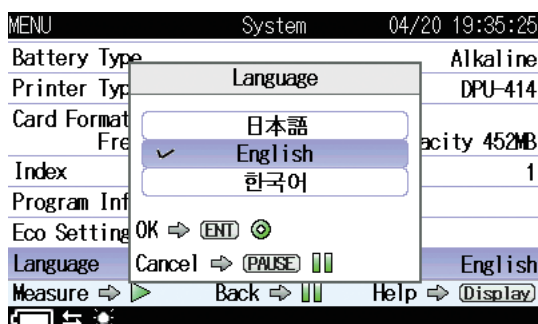 MENU System 04/20 19:35:25
Battery Type Alkaline
Printer Typ DPU-414
Language
Card Format
日本語
Fre acity 452MB
✓ English
한국어
Index 1
Program Inf
Eco Setting
OK ⇨ ENT ◎
Cancel ⇨ PAUSE
Language English
Measure ⇨ Back ⇨ Help ⇨ Display